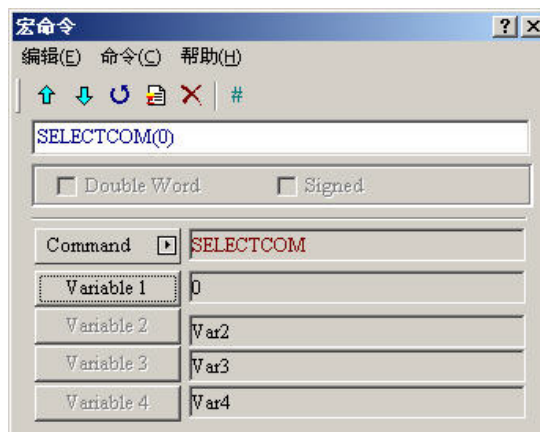 宏命令
编辑(E) 命令(C) 帮助(H)
#
SELECTCOM(0)
Double Word Signed
Command SELECTCOM
Variable 1 0
Variable 2 Var2
Variable 3 Var3
Variable 4 Var4